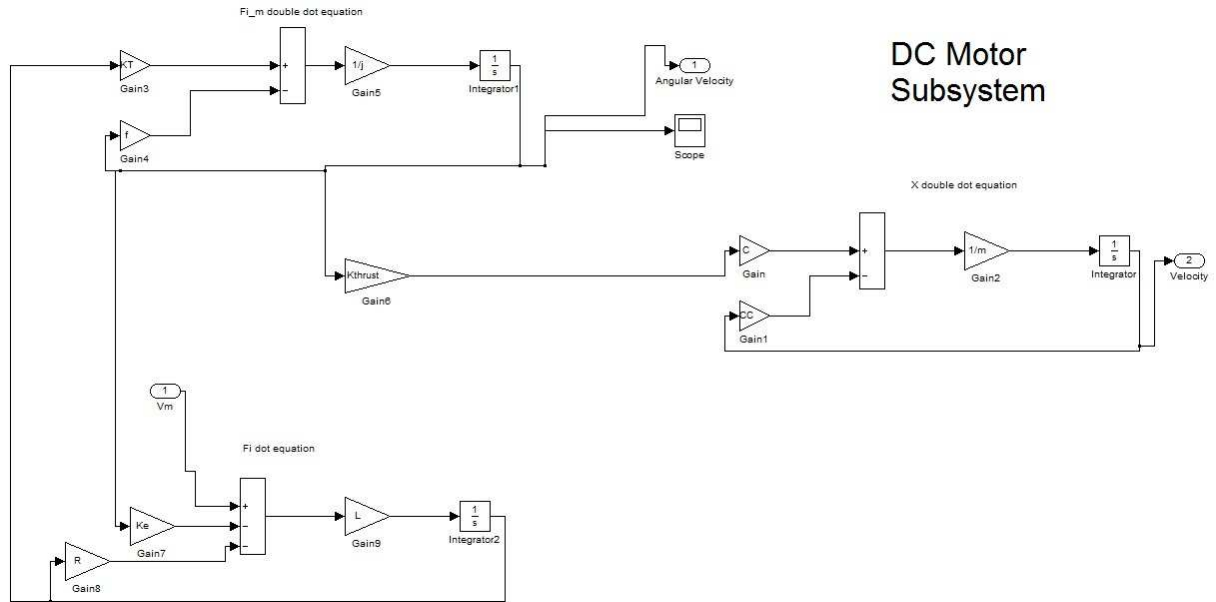 Fi_m double dot equation
DC Motor
Subsystem
KT
Gain3
+
−
1/j
Gain5
1
s
Integrator1
1
Angular Velocity
Scope
f
Gain4
X double dot equation
Kthrust
Gain6
C
Gain
+
−
1/m
Gain2
1
s
Integrator
2
Velocity
CC
Gain1
1
Vm
Fi dot equation
+
−
−
Ke
Gain7
L
Gain9
1
s
Integrator2
R
Gain8